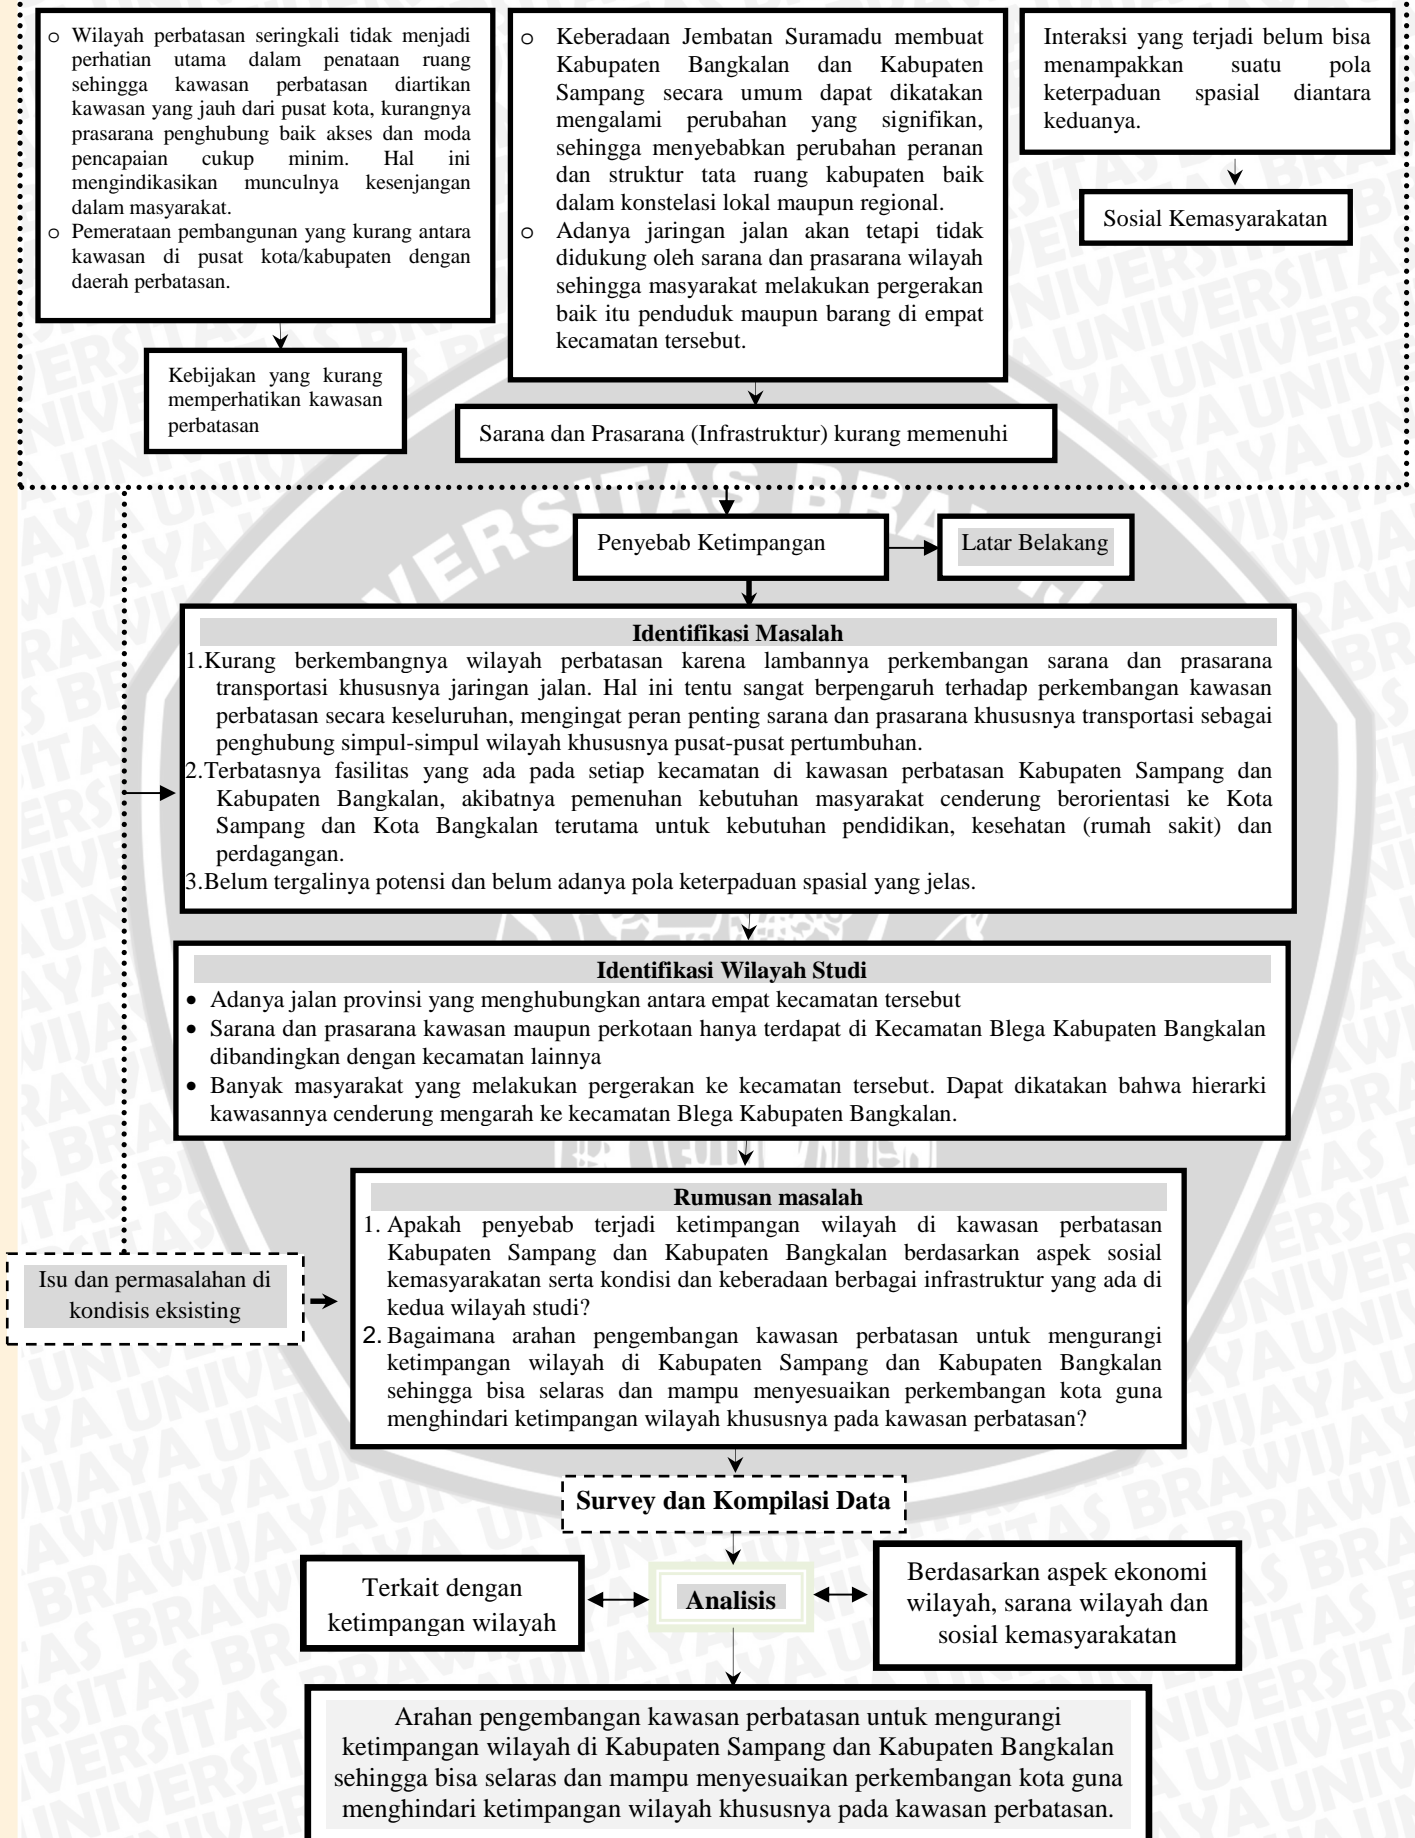 o Wilayah perbatasan seringkali tidak menjadi
perhatian utama dalam penataan ruang
sehingga kawasan perbatasan diartikan
kawasan yang jauh dari pusat kota, kurangnya
prasarana penghubung baik akses dan moda
pencapaian cukup minim. Hal ini
mengindikasikan munculnya kesenjangan
dalam masyarakat.
o Pemerataan pembangunan yang kurang antara
kawasan di pusat kota/kabupaten dengan
daerah perbatasan.
Kebijakan yang kurang
memperhatikan kawasan
perbatasan
o Keberadaan Jembatan Suramadu membuat
Kabupaten Bangkalan dan Kabupaten
Sampang secara umum dapat dikatakan
mengalami perubahan yang signifikan,
sehingga menyebabkan perubahan peranan
dan struktur tata ruang kabupaten baik
dalam konstelasi lokal maupun regional.
o Adanya jaringan jalan akan tetapi tidak
didukung oleh sarana dan prasarana wilayah
sehingga masyarakat melakukan pergerakan
baik itu penduduk maupun barang di empat
kecamatan tersebut.
Sarana dan Prasarana (Infrastruktur) kurang memenuhi
Interaksi yang terjadi belum bisa
menampakkan suatu pola
keterpaduan spasial diantara
keduanya.
Sosial Kemasyarakatan
Penyebab Ketimpangan
Latar Belakang
Identifikasi Masalah
1.Kurang berkembangnya wilayah perbatasan karena lambannya perkembangan sarana dan prasarana
transportasi khususnya jaringan jalan. Hal ini tentu sangat berpengaruh terhadap perkembangan kawasan
perbatasan secara keseluruhan, mengingat peran penting sarana dan prasarana khususnya transportasi sebagai
penghubung simpul-simpul wilayah khususnya pusat-pusat pertumbuhan.
2.Terbatasnya fasilitas yang ada pada setiap kecamatan di kawasan perbatasan Kabupaten Sampang dan
Kabupaten Bangkalan, akibatnya pemenuhan kebutuhan masyarakat cenderung berorientasi ke Kota
Sampang dan Kota Bangkalan terutama untuk kebutuhan pendidikan, kesehatan (rumah sakit) dan
perdagangan.
3.Belum tergalinya potensi dan belum adanya pola keterpaduan spasial yang jelas.
Identifikasi Wilayah Studi
• Adanya jalan provinsi yang menghubungkan antara empat kecamatan tersebut
• Sarana dan prasarana kawasan maupun perkotaan hanya terdapat di Kecamatan Blega Kabupaten Bangkalan
dibandingkan dengan kecamatan lainnya
• Banyak masyarakat yang melakukan pergerakan ke kecamatan tersebut. Dapat dikatakan bahwa hierarki
kawasannya cenderung mengarah ke kecamatan Blega Kabupaten Bangkalan.
Isu dan permasalahan di
kondisis eksisting
Rumusan masalah
1. Apakah penyebab terjadi ketimpangan wilayah di kawasan perbatasan
Kabupaten Sampang dan Kabupaten Bangkalan berdasarkan aspek sosial
kemasyarakatan serta kondisi dan keberadaan berbagai infrastruktur yang ada di
kedua wilayah studi?
2. Bagaimana arahan pengembangan kawasan perbatasan untuk mengurangi
ketimpangan wilayah di Kabupaten Sampang dan Kabupaten Bangkalan
sehingga bisa selaras dan mampu menyesuaikan perkembangan kota guna
menghindari ketimpangan wilayah khususnya pada kawasan perbatasan?
Survey dan Kompilasi Data
Terkait dengan
ketimpangan wilayah
Analisis
Berdasarkan aspek ekonomi
wilayah, sarana wilayah dan
sosial kemasyarakatan
Arahan pengembangan kawasan perbatasan untuk mengurangi
ketimpangan wilayah di Kabupaten Sampang dan Kabupaten Bangkalan
sehingga bisa selaras dan mampu menyesuaikan perkembangan kota guna
menghindari ketimpangan wilayah khususnya pada kawasan perbatasan.